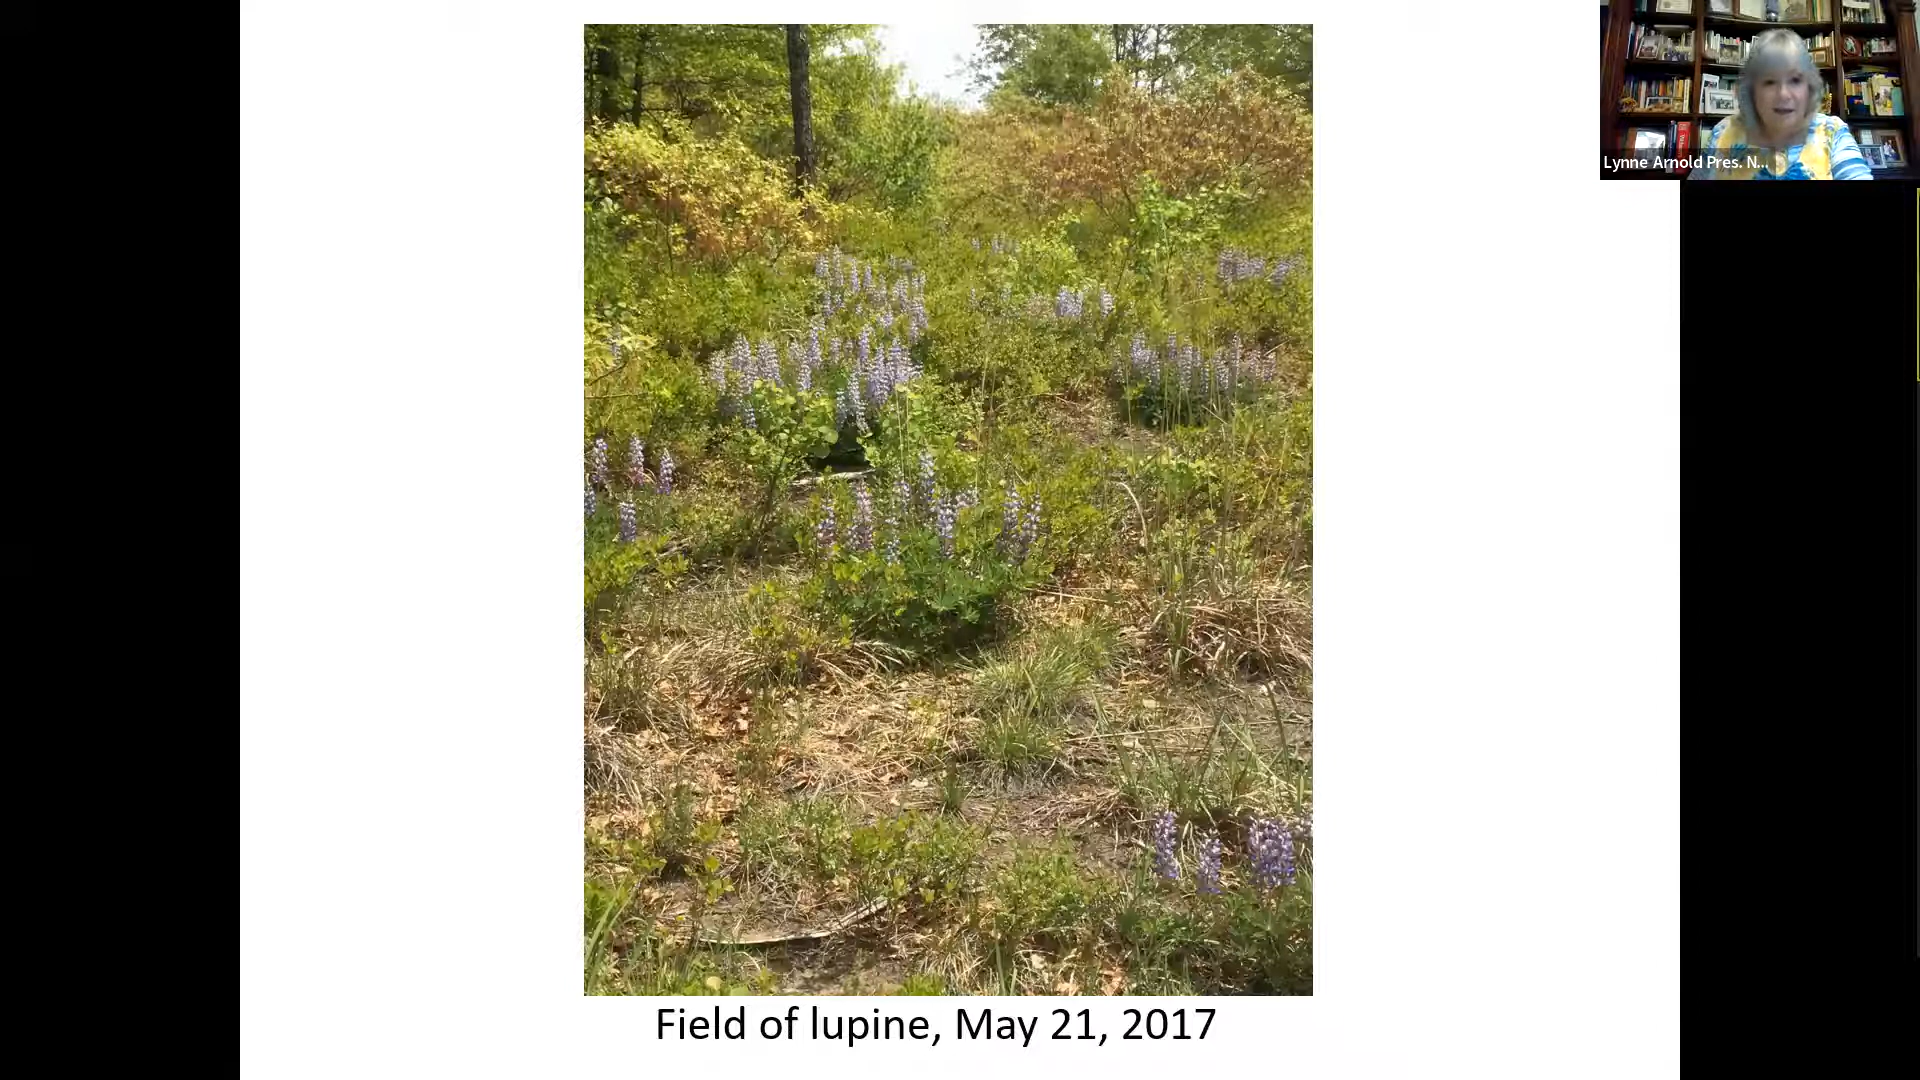 Lynne Arnold Pres. N...
Field of lupine, May 21, 2017